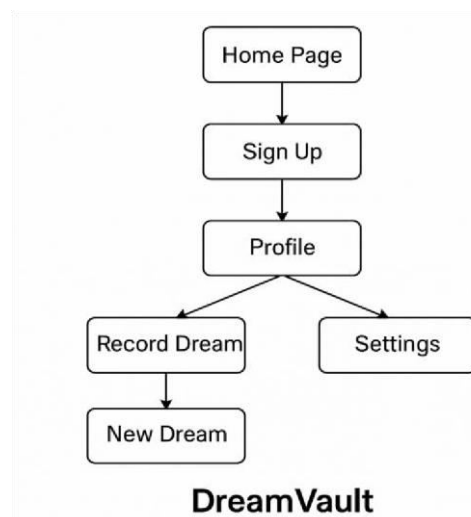 Home Page
Sign Up
Profile
Record Dream
Settings
New Dream
DreamVault